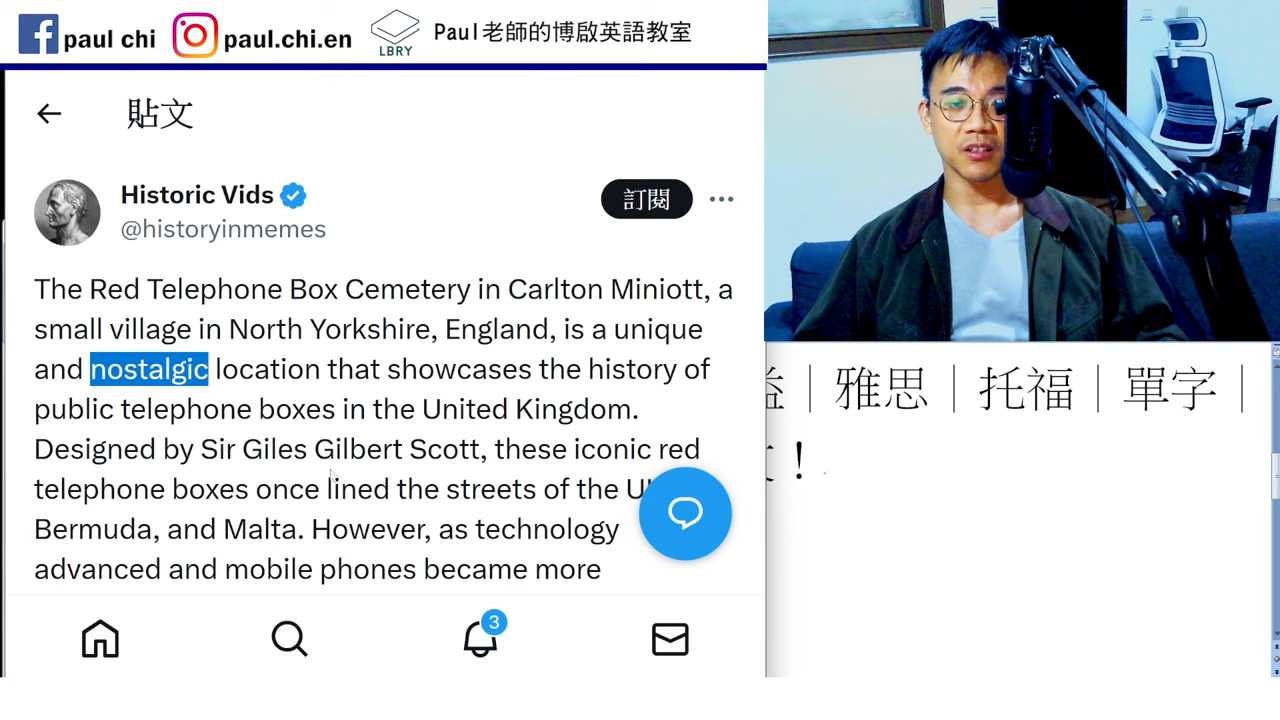 paul chi
paul.chi.en
LBRY
Paul老師的博啟英語教室
貼文
Historic Vids
訂閱
@historyinmemes
The Red Telephone Box Cemetery in Carlton Miniott, a
small village in North Yorkshire, England, is a unique
and nostalgic location that showcases the history of
public telephone boxes in the United Kingdom.
Designed by Sir Giles Gilbert Scott, these iconic red
telephone boxes once lined the streets of the
Bermuda, and Malta. However, as technology
advanced and mobile phones became more
3
｜雅思｜托福｜單字｜
！